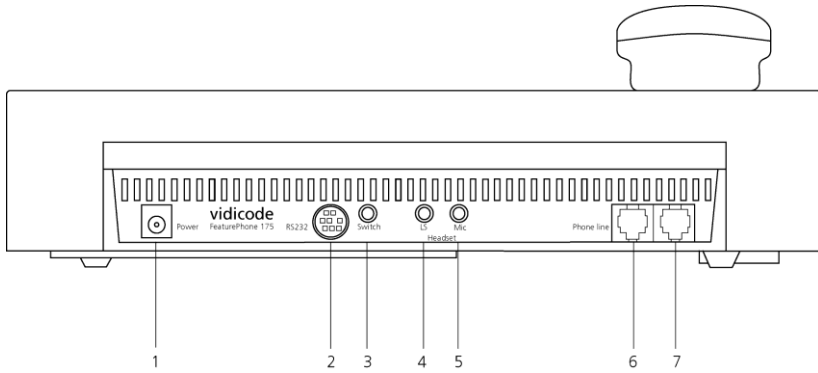 vidicode
Power FeaturePhone 175 RS232 Switch LS Mic Phone line
Headset
1 2 3 4 5 6 7